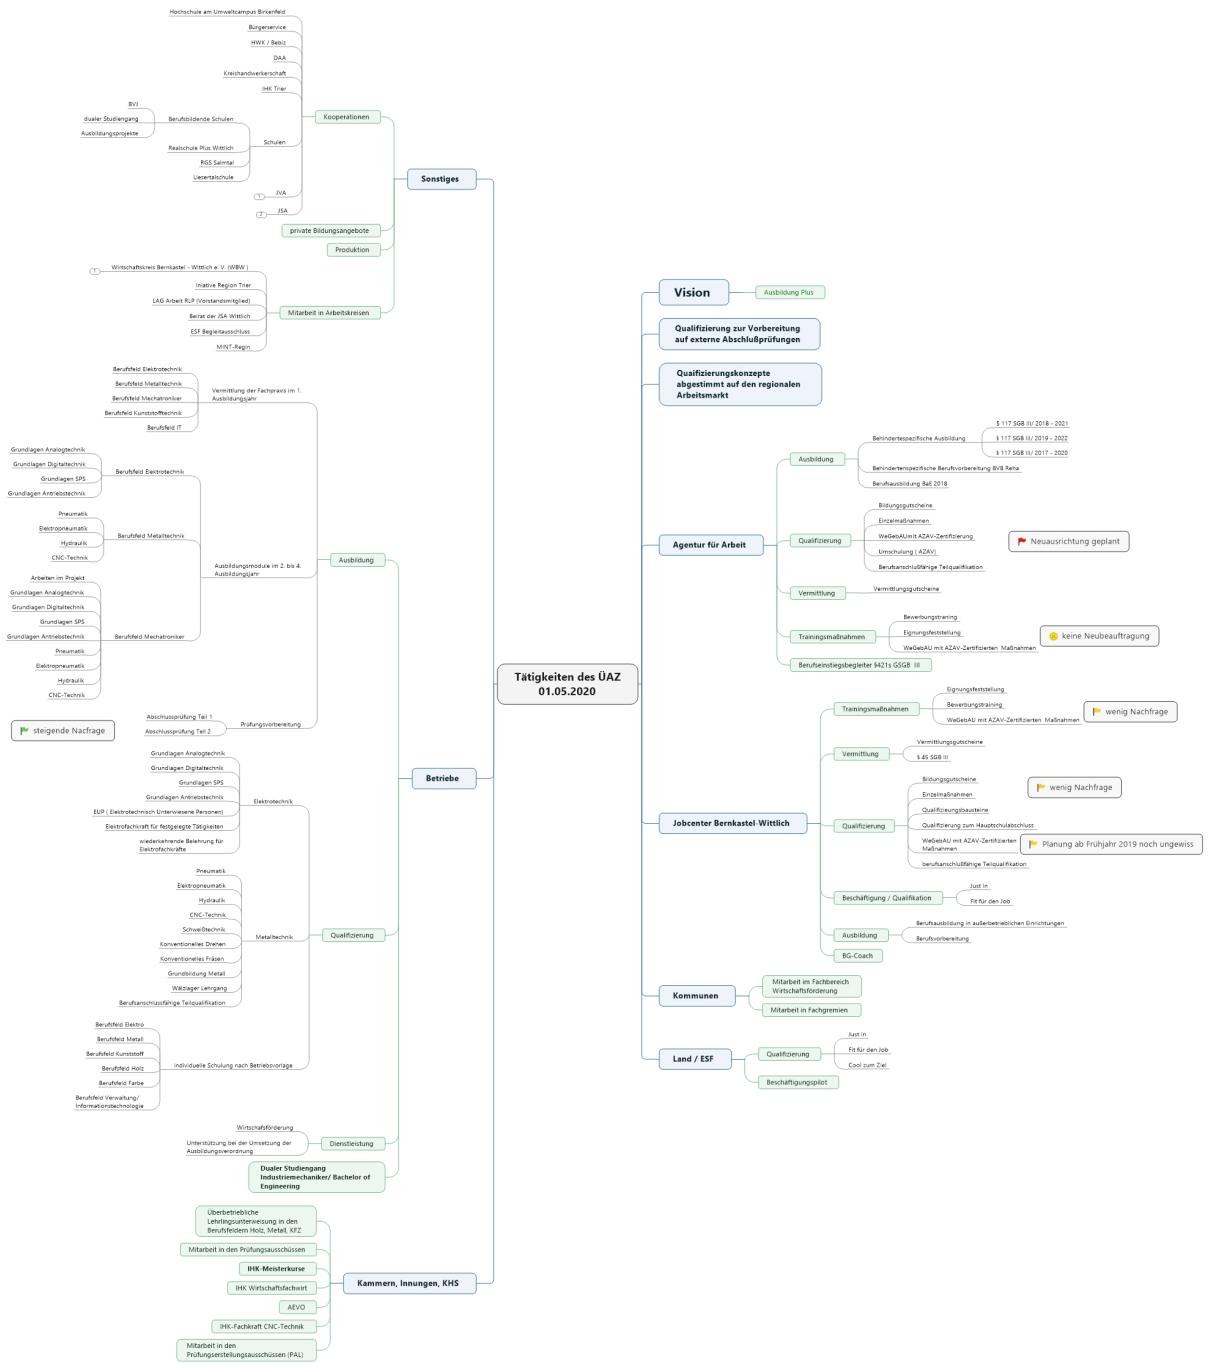 Tätigkeiten des ÜAZ
01.05.2020
Sonstiges
Kooperationen
Hochschule am Umweltcampus Birkenfeld
Bürgerservice
HWK / Bebiz
DAA
Kreishandwerkerschaft
IHK Trier
Schulen
Berufsbildende Schulen
BVJ
dualer Studiengang
Ausbildungsprojekte
Realschule Plus Wittlich
RGS Salmtal
Liesertalschule
JVA
1
JSA
2
private Bildungsangebote
Produktion
Mitarbeit in Arbeitskreisen
Wirtschaftskreis Bernkastel - Wittlich e. V. (WBW )
1
Iniative Region Trier
LAG Arbeit RLP (Vorstandsmitglied)
Beirat der JSA Wittlich
ESF Begleitausschluss
MINT-Regin
Betriebe
Ausbildung
Vermittlung der Fachpraxis im 1.
Ausbildungsjahr
Berufsfeld Elektrotechnik
Berufsfeld Metalltechnik
Berufsfeld Mechatroniker
Berufsfeld Kunststofftechnik
Berufsfeld IT
Ausbildungsmodule im 2. bis 4.
Ausbildungsjahr
Berufsfeld Elektrotechnik
Grundlagen Analogtechnik
Grundlagen Digitaltechnik
Grundlagen SPS
Grundlagen Antriebstechnik
Berufsfeld Metalltechnik
Pneumatik
Elektropneumatik
Hydraulik
CNC-Technik
Berufsfeld Mechatroniker
Arbeiten im Projekt
Grundlagen Analogtechnik
Grundlagen Digitaltechnik
Grundlagen SPS
Grundlagen Antriebstechnik
Pneumatik
Elektropneumatik
Hydraulik
CNC-Technik
Prüfungsvorbereitung
Abschlussprüfung Teil 1
Abschlussprüfung Teil 2
steigende Nacfrage
Qualifizierung
Elektrotechnik
Grundlagen Analogtechnik
Grundlagen Digitaltechnik
Grundlagen SPS
Grundlagen Antriebstechnik
EUP ( Elektrotechnisch Unterwiesene Personen)
Elektrofachkraft für festgelegte Tätigkeiten
wiederkehrende Belehrung für
Elektrofachkräfte
Metalltechnik
Pneumatik
Elektropneumatik
Hydraulik
CNC-Technik
Schweißtechnik
Konventionelles Drehen
Konventionelles Fräsen
Grundbildung Metall
Wälzlager Lehrgang
Berufsanschlussfähige Teilqualifikation
individuelle Schulung nach Betriebsvorlage
Berufsfeld Elektro
Berufsfeld Metall
Berufsfeld Kunststoff
Berufsfeld Holz
Berufsfeld Farbe
Berufsfeld Verwaltung/
Informationstechnologie
Dienstleistung
Wirtschafsförderung
Unterstützung bei der Umsetzung der
Ausbildungsverordnung
Dualer Studiengang
Industriemechaniker/ Bachelor of
Engineering
Kammern, Innungen, KHS
Überbetriebliche
Lehrlingsunterweisung in den
Berufsfeldern Holz, Metall, KFZ
Mitarbeit in den Prüfungsausschüssen
IHK-Meisterkurse
IHK Wirtschaftsfachwirt
AEVO
IHK-Fachkraft CNC-Technik
Mitarbeit in den
Prüfungserstellungsausschüssen (PAL)
Vision
Ausbildung Plus
Qualifizierung zur Vorbereitung
auf externe Abschlußprüfungen
Quaifizierungskonzepte
abgestimmt auf den regionalen
Arbeitsmarkt
Agentur für Arbeit
Ausbildung
Behindertespezifische Ausbildung
§ 117 SGB III/ 2018 - 2021
§ 117 SGB III/ 2019 - 2022
§ 117 SGB III/ 2017 - 2020
Behindertenspezifische Berufsvorbereitung BVB Reha
Berufsausbildung BaE 2018
Qualifizierung
Bildungsgutscheine
Einzelmaßnahmen
WeGebAUmit AZAV-Zertifizierung
Umschulung ( AZAV)
Berufsanschlußfähige Teilqualifikation
Neuausrichtung geplant
Vermittlung
Vermittlungsgutscheine
Trainingsmaßnahmen
Bewerbungstraning
Eignungsfeststellung
WeGebAU mit AZAV-Zertifizierten Maßnahmen
keine Neubeauftragung
Berufseinstiegsbegleiter §421s GSGB III
Jobcenter Bernkastel-Wittlich
Trainingsmaßnahmen
Eignungsfeststellung
Bewerbungstraining
WeGebAU mit AZAV-Zertifizierten Maßnahmen
wenig Nachfrage
Vermittlung
Vermittlungsgutscheine
§ 45 SGB III
Qualifizierung
Bildungsgutscheine
Einzelmaßnahmen
Qualifizieungsbausteine
Qualifizierung zum Hauptschulabschluss
WeGebAU mit AZAV-Zertifizierten
Maßnahmen
berufsanschlußfähige Teilqualifikation
wenig Nachfrage
Planung ab Frühjahr 2019 noch ungewiss
Beschäftigung / Qualifikation
Just In
Fit für den Job
Ausbildung
Berufsausbildung in außerbetrieblichen Einrichtungen
Berufsvorbereitung
BG-Coach
Kommunen
Mitarbeit im Fachbereich
Wirtschaftsförderung
Mitarbeit in Fachgremien
Land / ESF
Qualifizierung
Just in
Fit für den Job
Cool zum Ziel
Beschäftigungspilot